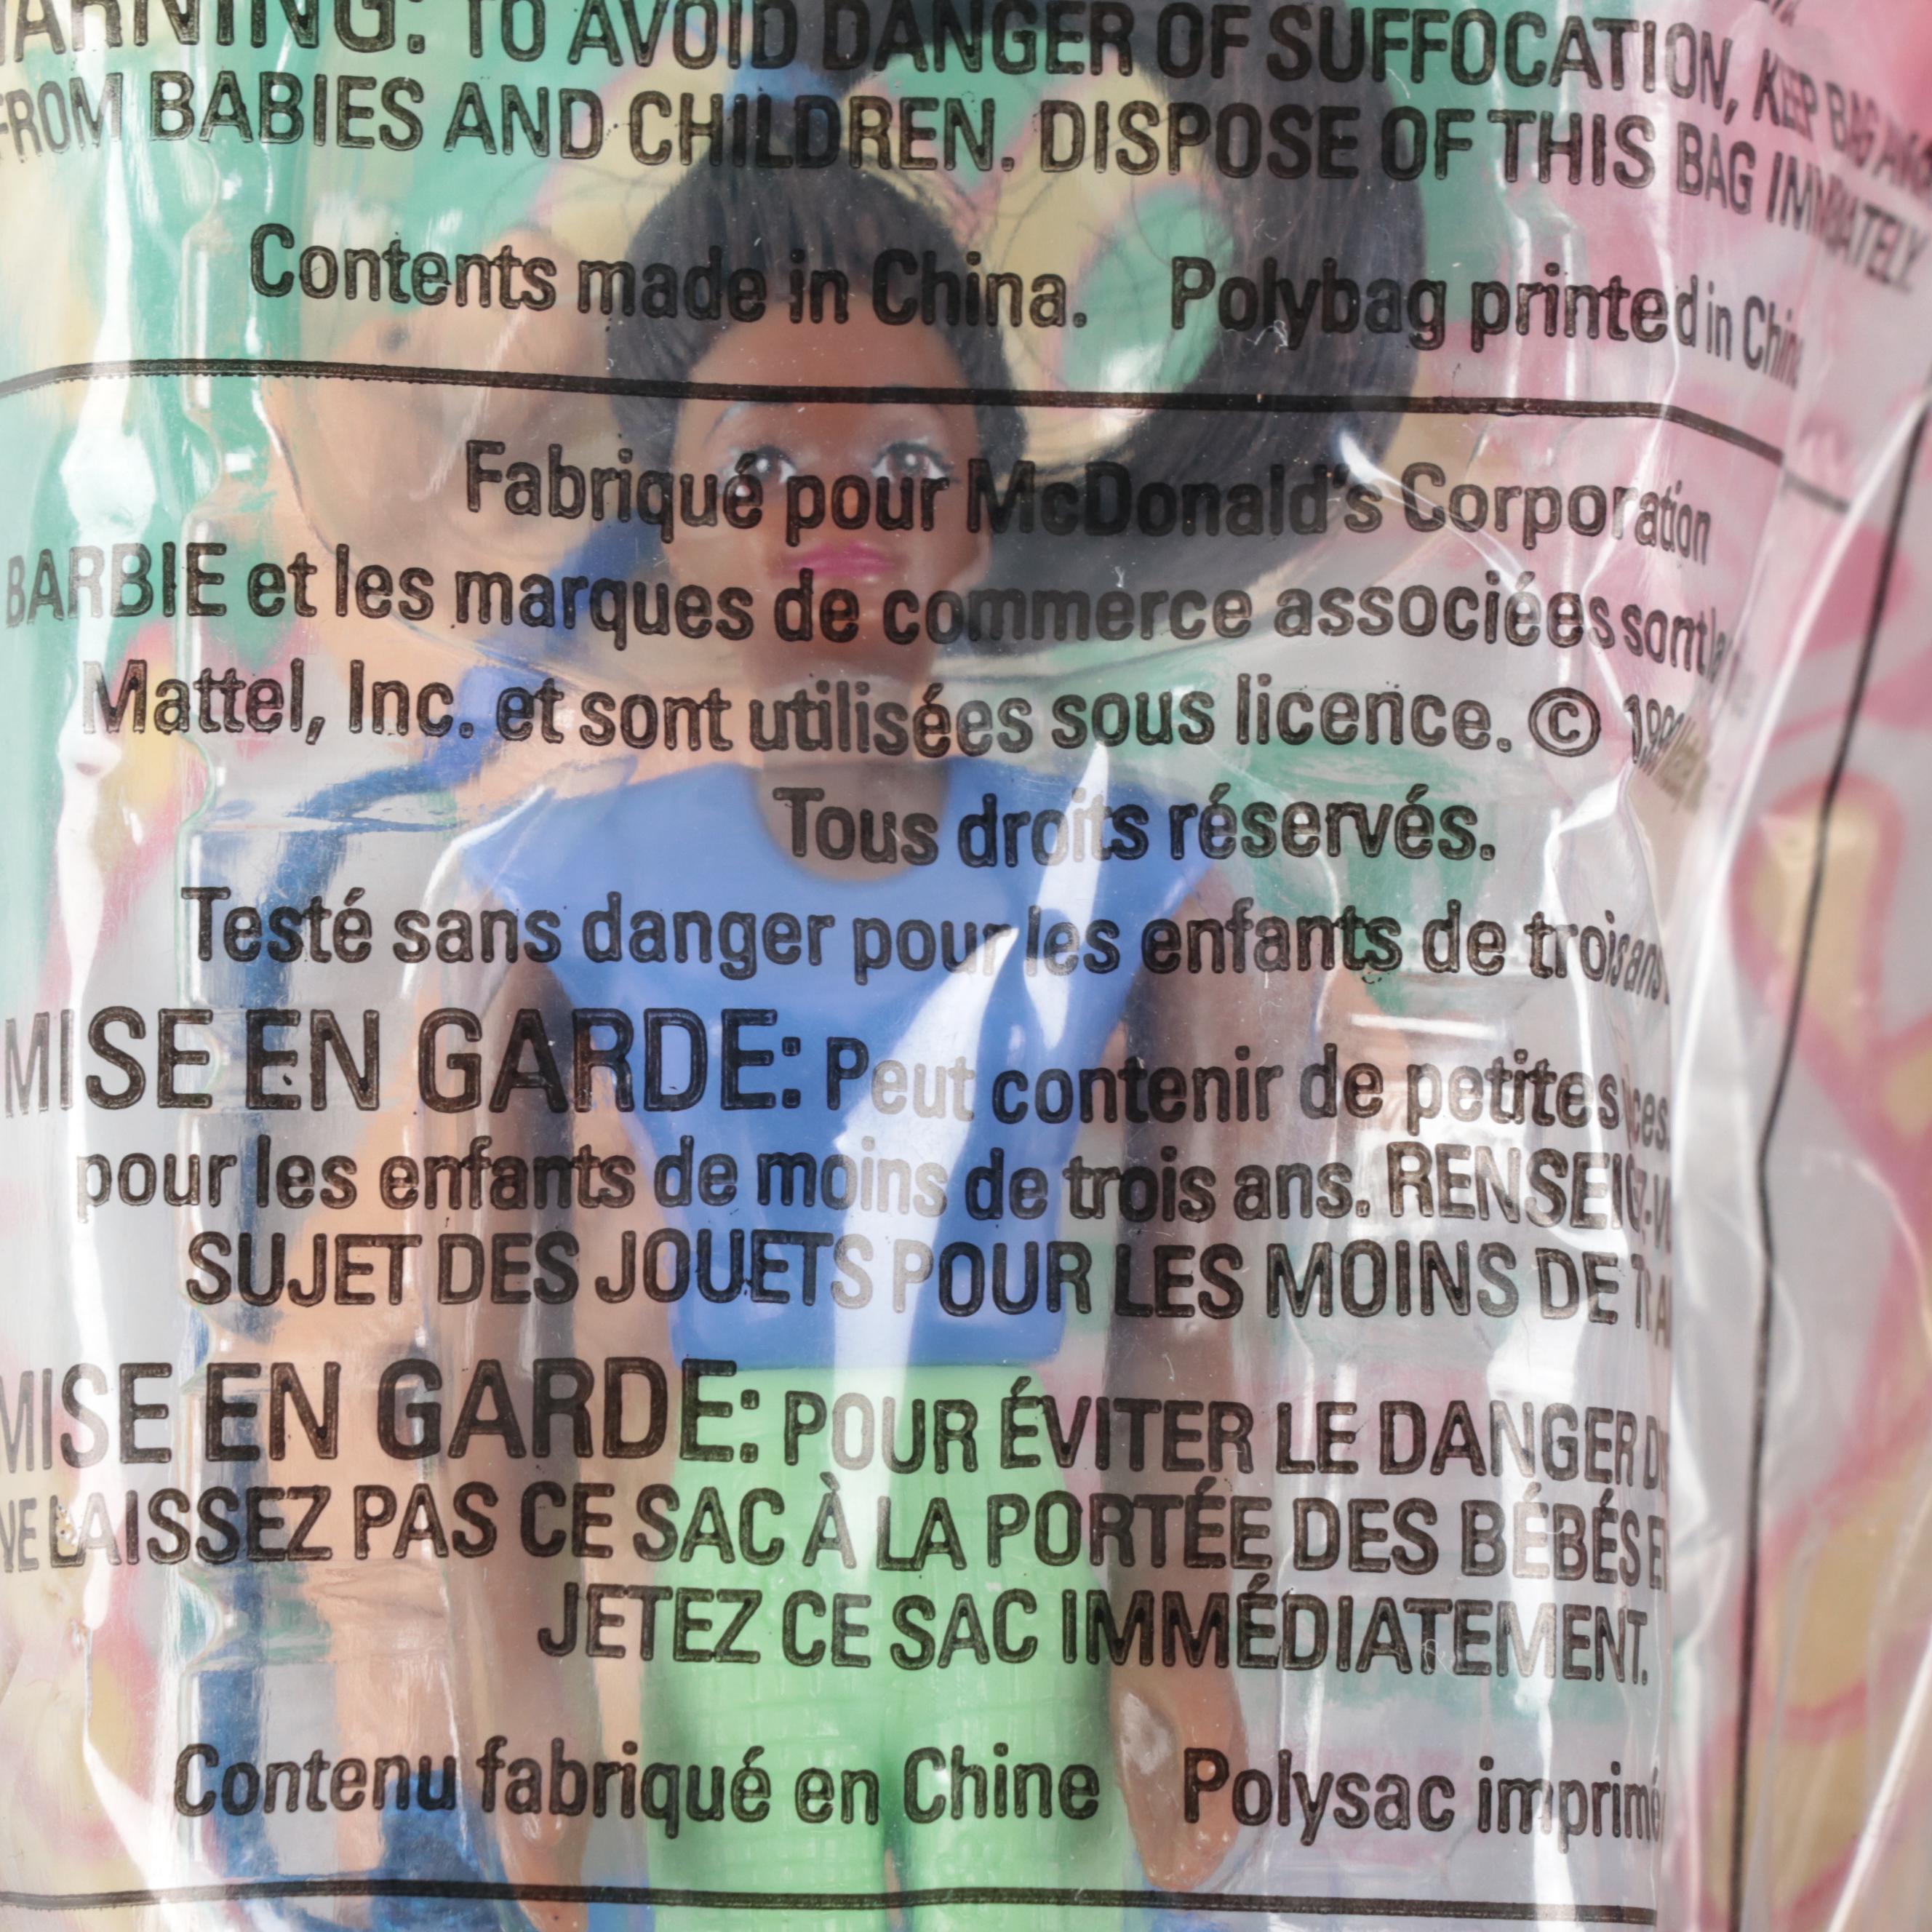 WARNING: TO AVOID DANGER OF SUFFOCATION, KEEP BAG AWAY
FROM BABIES AND CHILDREN. DISPOSE OF THIS BAG
Contents made in China. Polybag printed in China
Fabriqué pour McDonald's Corporation
BARBIE et les marques de commerce associées sont
Mattel, Inc. et sont utilisées sous licence. ©
Tous droits réservés.
Testé sans danger pour les enfants de trois ans
MISE EN GARDE: Peut contenir de petites
pour les enfants de moins de trois ans.
SUJET DES JOUETS POUR LES MOINS DE
MISE EN GARDE: POUR ÉVITER LE DANGER
NE LAISSEZ PAS CE SAC À LA PORTÉE DES BÉBÉS
JETEZ CE SAC IMMÉDIATEMENT.
Contenu fabriqué en Chine Polysac imprimé